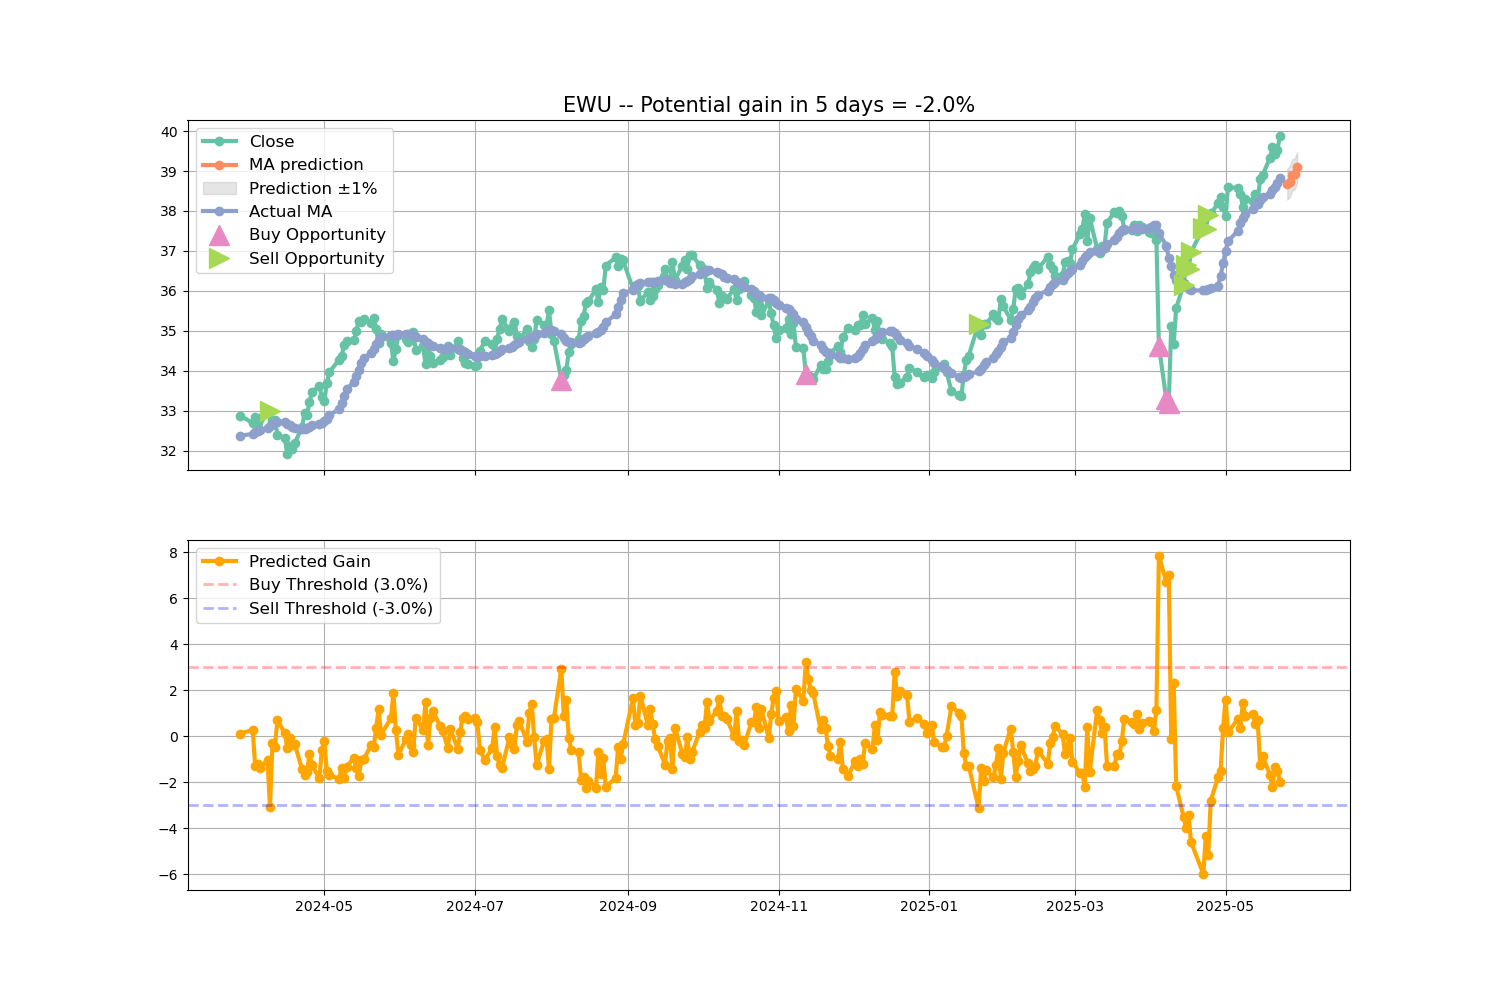 EWU -- Potential gain in 5 days = -2.0%
40
39
38
37
36
35
34
33
32
Close
MA prediction
Prediction ±1%
Actual MA
Buy Opportunity
Sell Opportunity
8
6
4
2
0
−2
−4
−6
Predicted Gain
Buy Threshold (3.0%)
Sell Threshold (-3.0%)
2024-05 2024-07 2024-09 2024-11 2025-01 2025-03 2025-05